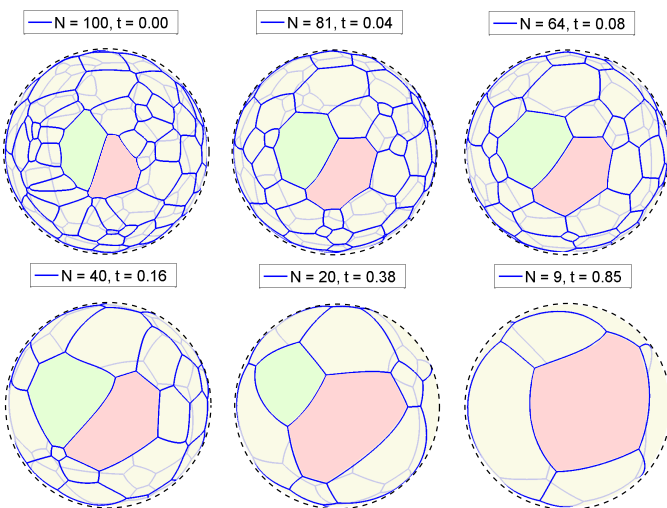 N = 100, t = 0.00
N = 81, t = 0.04
N = 64, t = 0.08
N = 40, t = 0.16
N = 20, t = 0.38
N = 9, t = 0.85